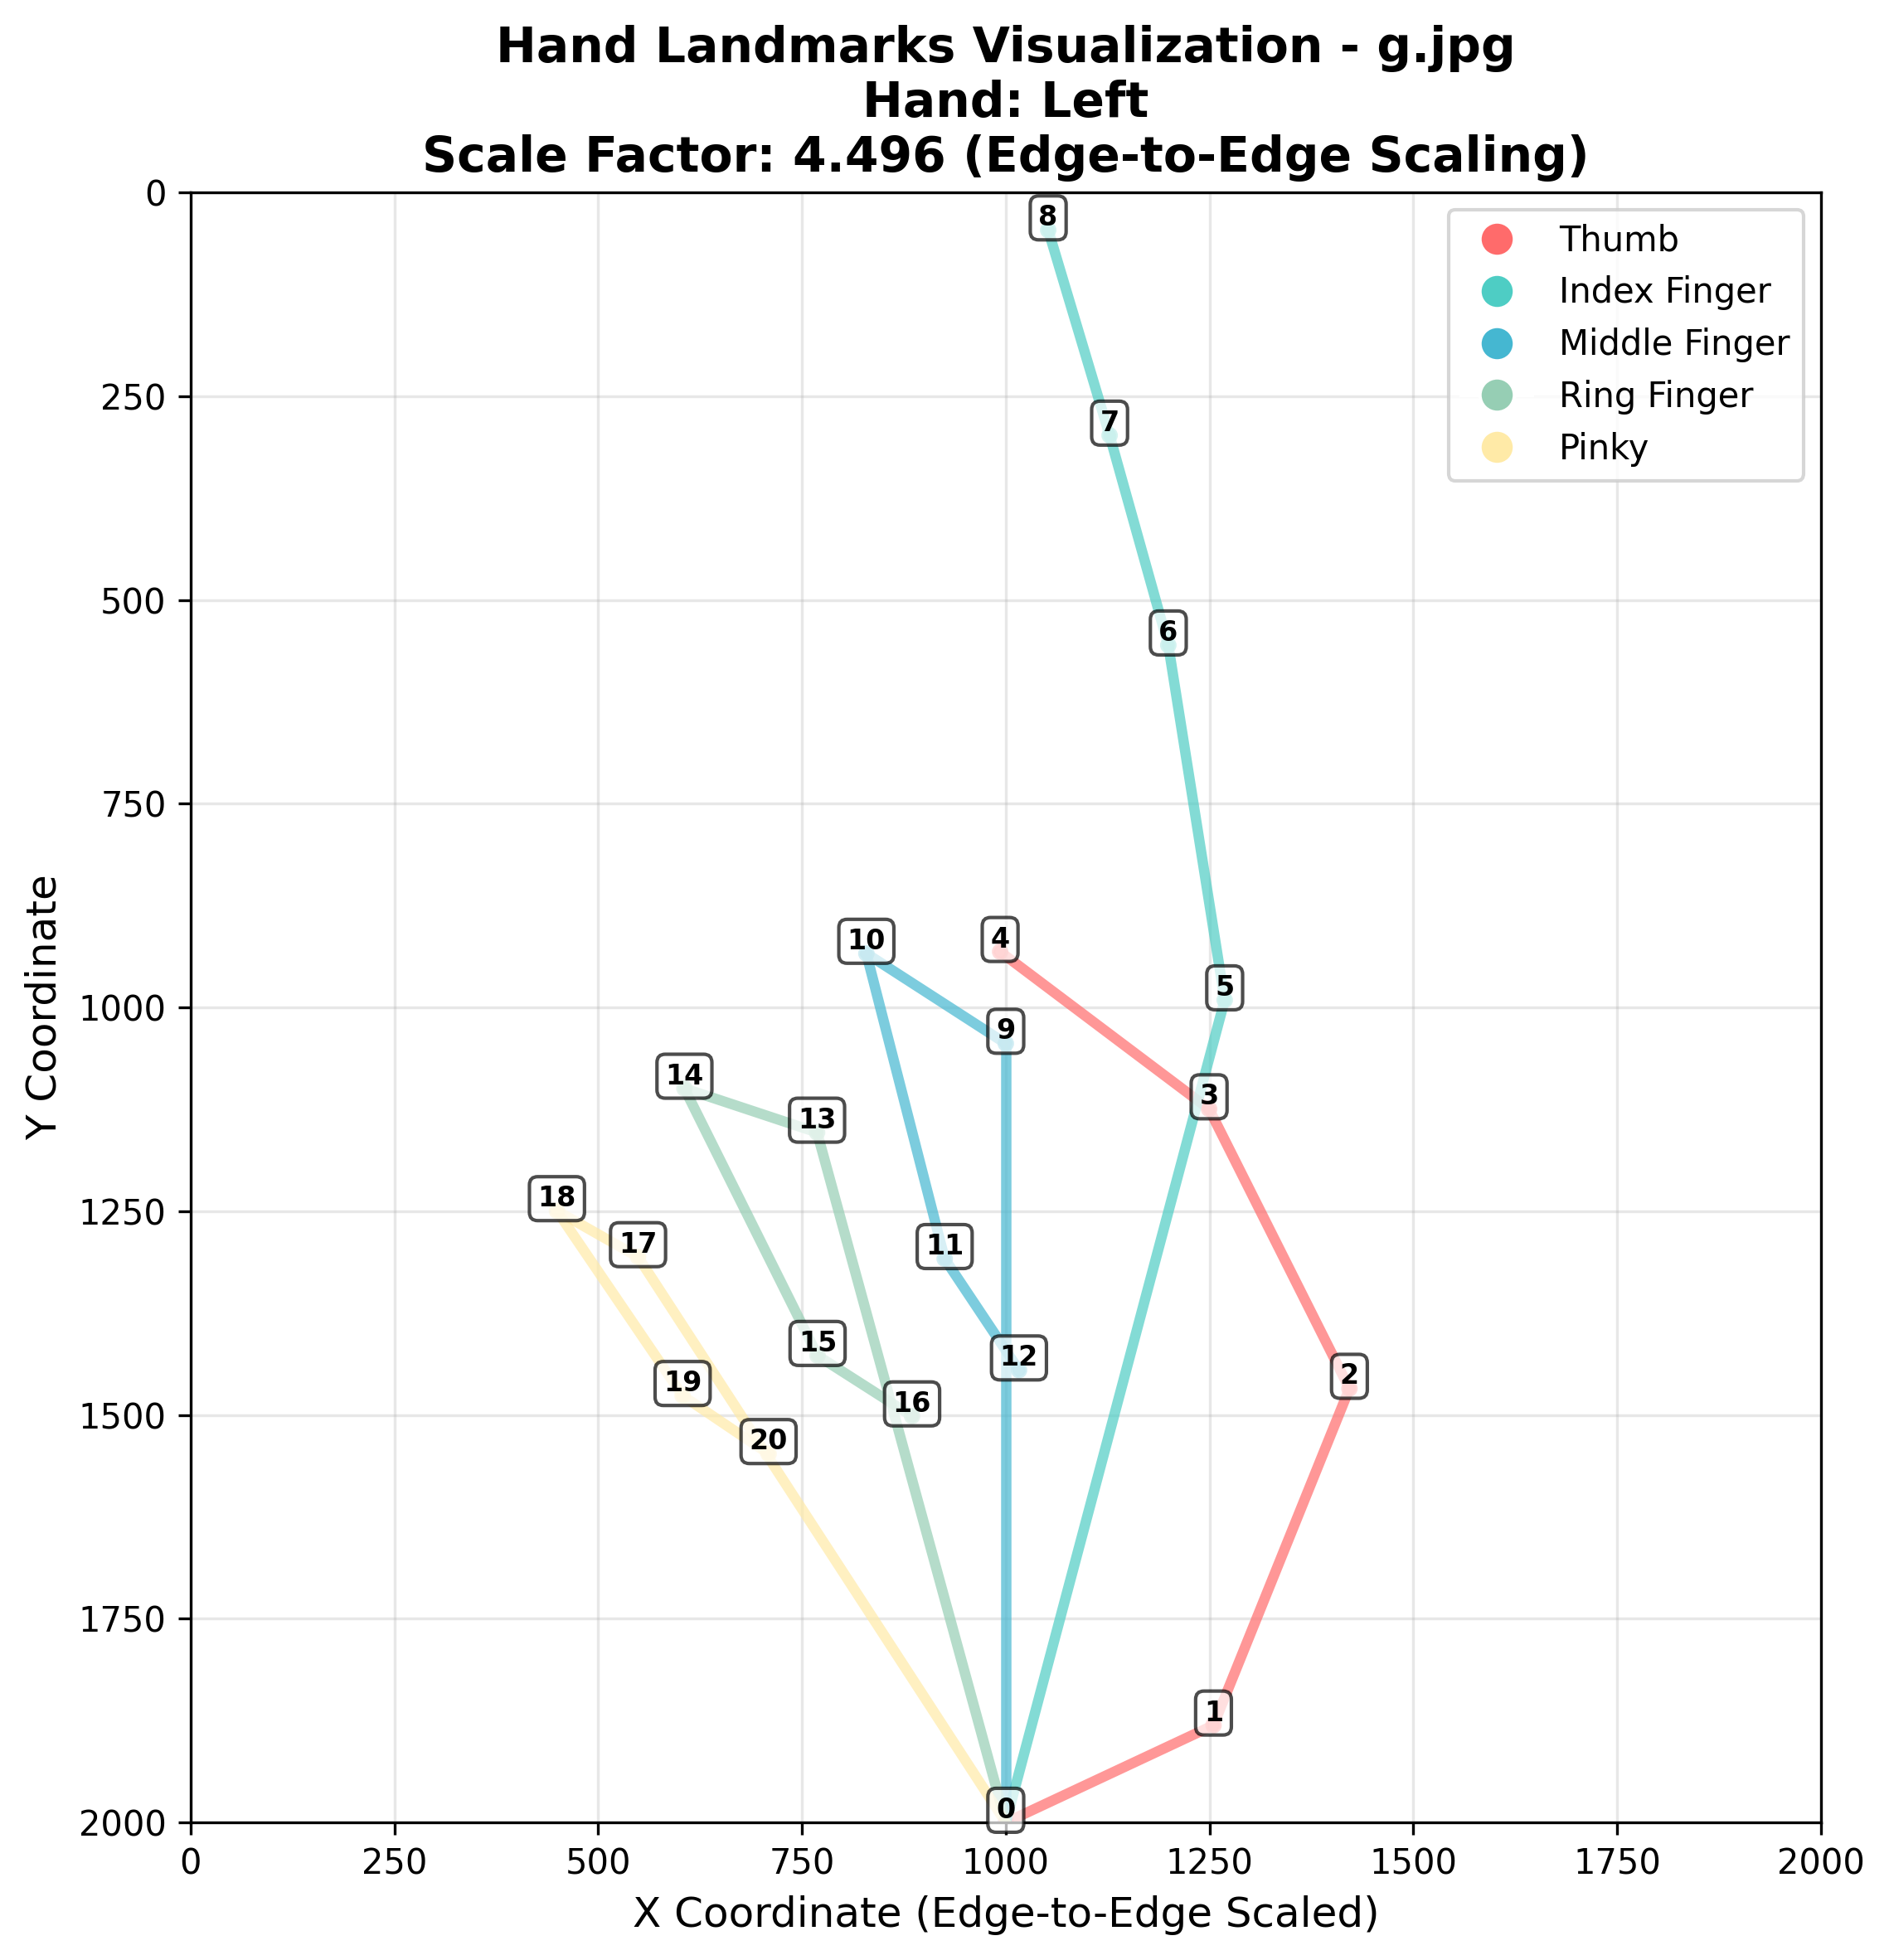 Hand Landmarks Visualization - g.jpg
Hand: Left
Scale Factor: 4.496 (Edge-to-Edge Scaling)
Thumb
Index Finger
Middle Finger
Ring Finger
Pinky
0
250
500
750
1000
1250
1500
1750
2000
Y Coordinate
8
7
6
4
10
5
9
14
3
13
18
17
11
15
12
2
19
16
20
1
0
0 250 500 750 1000 1250 1500 1750 2000
X Coordinate (Edge-to-Edge Scaled)